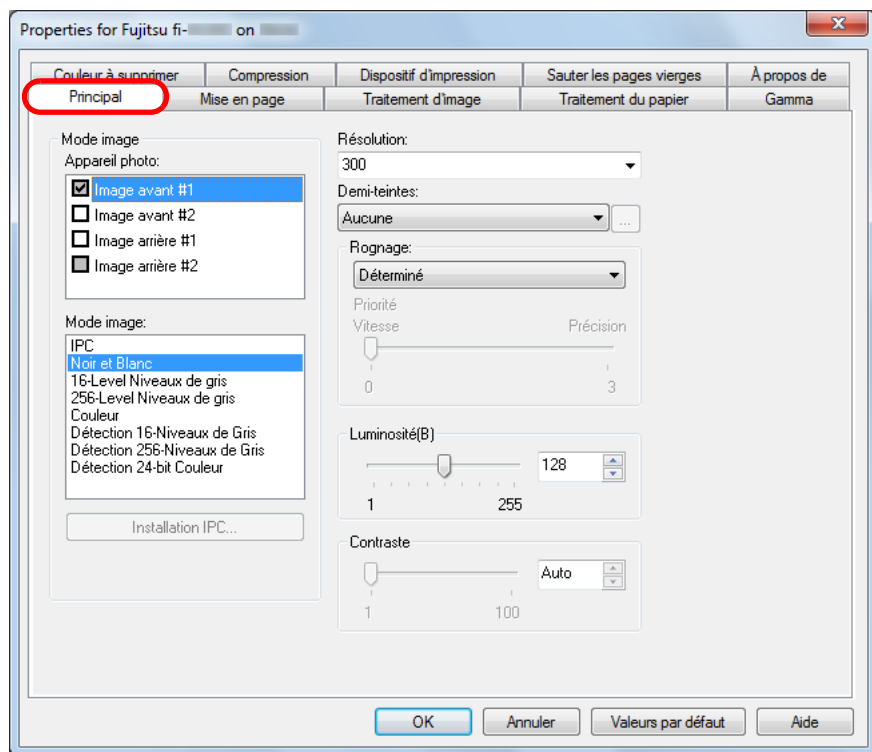 Properties for Fujitsu fi- on
Couleur à supprimer
Compression
Dispositif d'impression
Sauter les pages vierges
À propos de
Principal
Mise en page
Traitement d'image
Traitement du papier
Gamma
Mode image
Appareil photo:
Image avant #1
Image avant #2
Image arrière #1
Image arrière #2
Mode image:
IPC
Noir et Blanc
16-Level Niveaux de gris
256-Level Niveaux de gris
Couleur
Détection 16-Niveaux de Gris
Détection 256-Niveaux de Gris
Détection 24-bit Couleur
Installation IPC...
Résolution:
300
Demi-teintes:
Aucune
...
Rognage:
Déterminé
Priorité
Vitesse
Précision
0
3
Luminosité(B)
128
1
255
Contraste
Auto
1
100
OK
Annuler
Valeurs par défaut
Aide